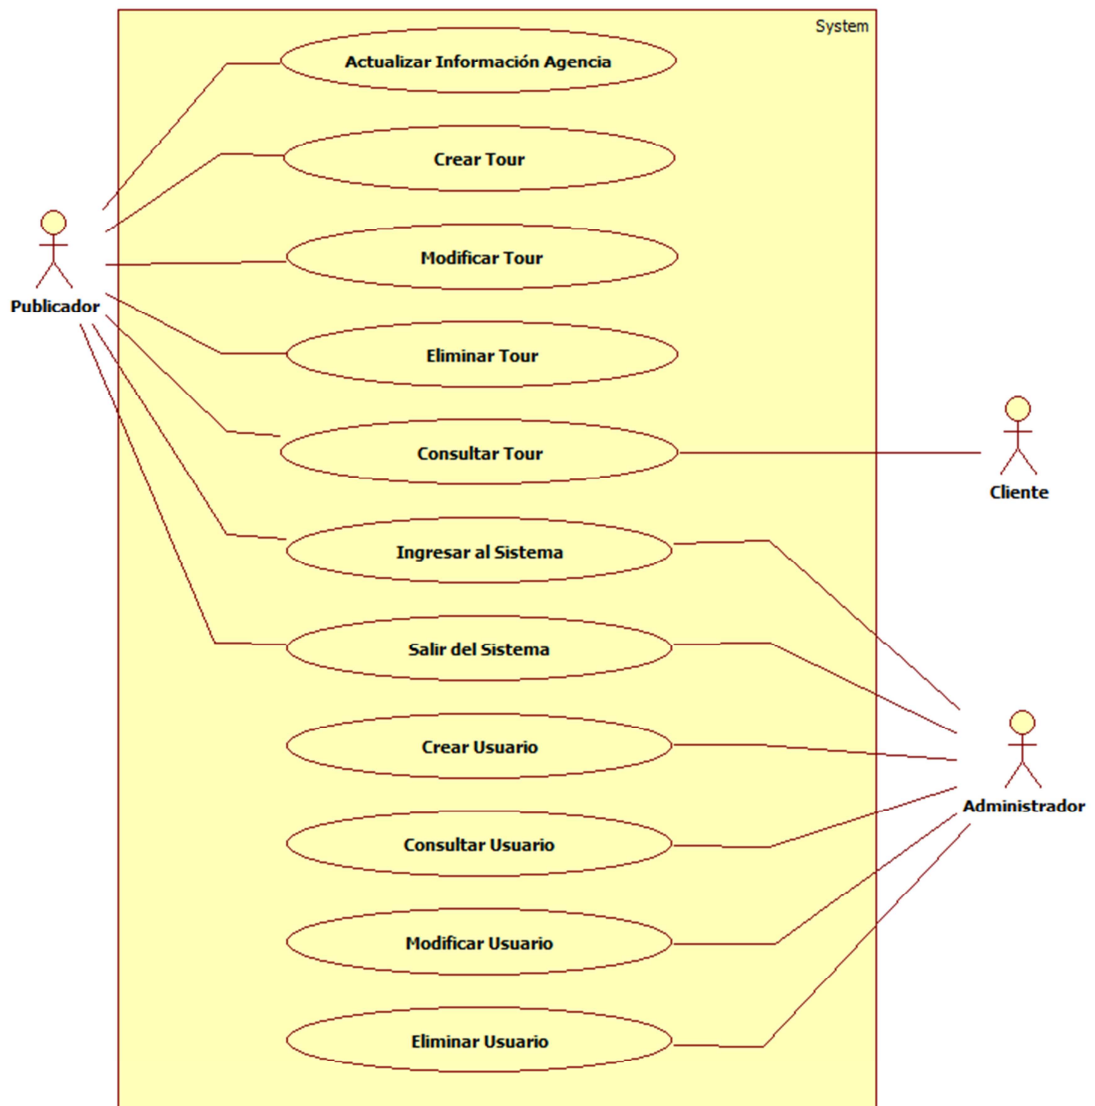 System
Actualizar Información Agencia
Crear Tour
Publicador
Modificar Tour
Eliminar Tour
Consultar Tour
Cliente
Ingresar al Sistema
Salir del Sistema
Crear Usuario
Administrador
Consultar Usuario
Modificar Usuario
Eliminar Usuario